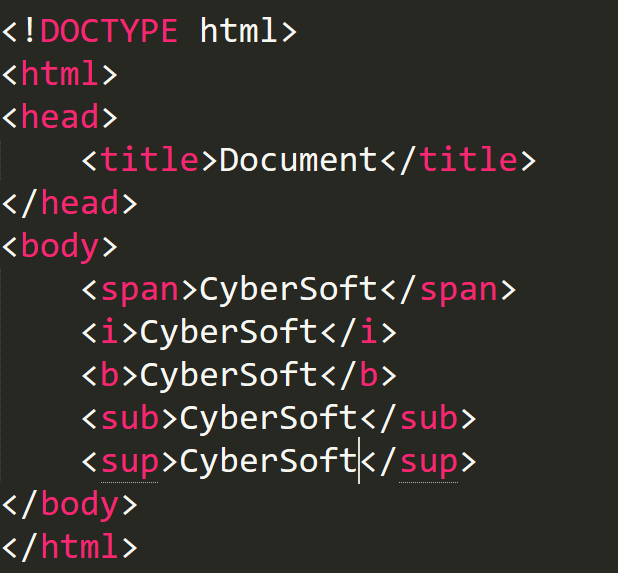 <!DOCTYPE html>
<html>
<head>
    <title>Document</title>
</head>
<body>
    <span>CyberSoft</span>
    <i>CyberSoft</i>
    <b>CyberSoft</b>
    <sub>CyberSoft</sub>
    <sup>CyberSoft</sup>
</body>
</html>